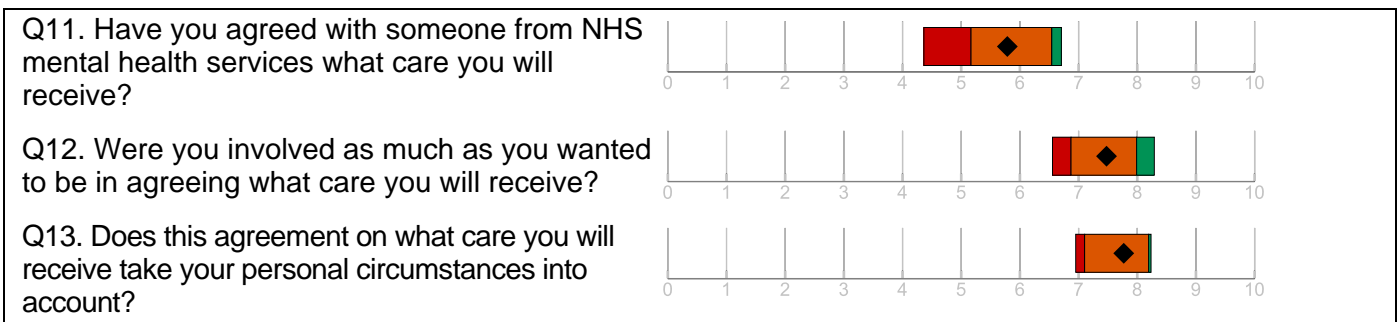 Q11. Have you agreed with someone from NHS
mental health services what care you will
receive?
0 1 2 3 4 5 6 7 8 9 10
Q12. Were you involved as much as you wanted
to be in agreeing what care you will receive?
0 1 2 3 4 5 6 7 8 9 10
Q13. Does this agreement on what care you will
receive take your personal circumstances into
account?
0 1 2 3 4 5 6 7 8 9 10